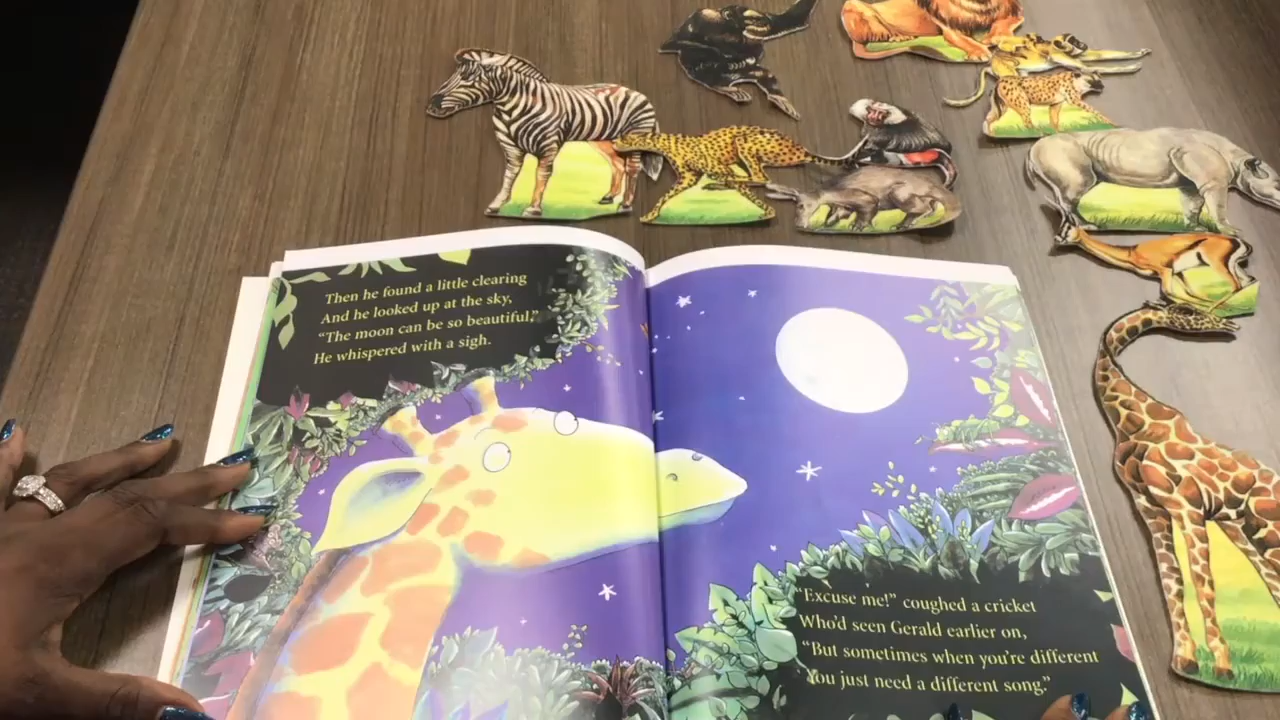 Then he found a little clearing
And he looked up at the sky,
"The moon can be so beautiful,"
He whispered with a sigh.
"Excuse me!" coughed a cricket
Who'd seen Gerald earlier on,
"But sometimes when you're different
You just need a different song."